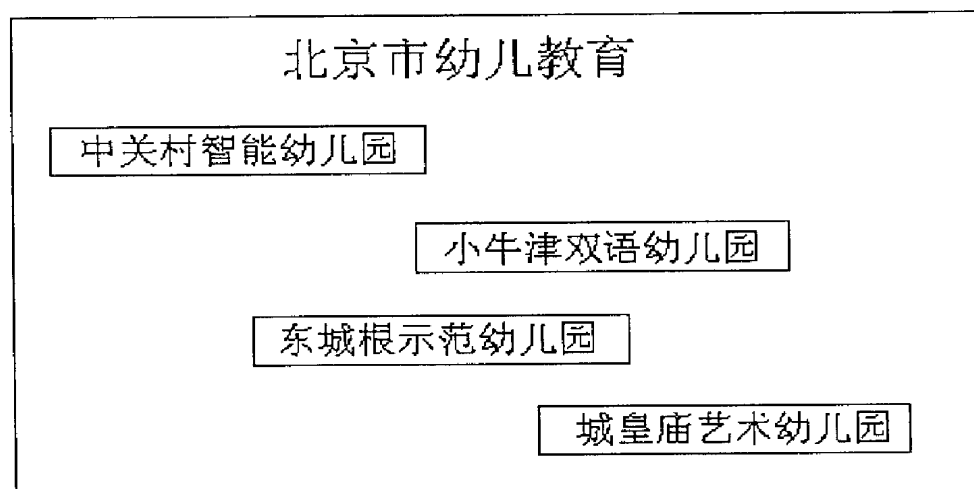 北京市幼儿教育
中关村智能幼儿园
小牛津双语幼儿园
东城根示范幼儿园
城皇庙艺术幼儿园